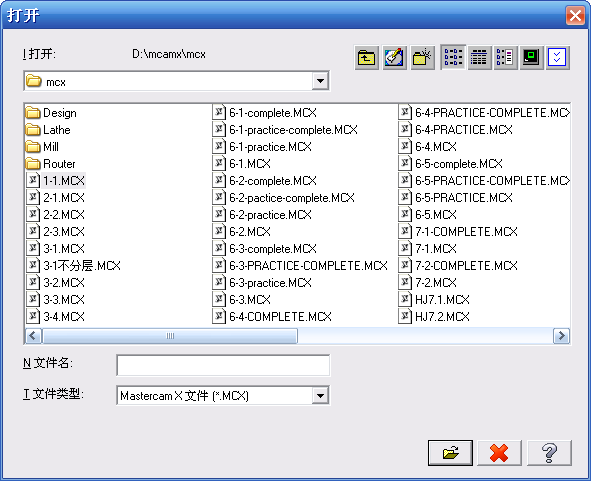 打开
I 打开: D:\mcamx\mcx
mcx
Design
Lathe
Mill
Router
1-1.MCX
2-1.MCX
2-2.MCX
2-3.MCX
3-1.MCX
3-1不分层.MCX
3-2.MCX
3-3.MCX
3-4.MCX
6-1-complete.MCX
6-1-practice-complete.MCX
6-1-practice.MCX
6-1.MCX
6-2-complete.MCX
6-2-pactice-complete.MCX
6-2-practice.MCX
6-2.MCX
6-3-complete.MCX
6-3-PRACTICE-COMPLETE.MCX
6-3-practice.MCX
6-3.MCX
6-4-COMPLETE.MCX
6-4-PRACTICE-COMPLETE.MCX
6-4-PRACTICE.MCX
6-4.MCX
6-5-complete.MCX
6-5-PRACTICE-COMPLETE.MCX
6-5-PRACTICE.MCX
6-5.MCX
7-1-COMPLETE.MCX
7-1.MCX
7-2-COMPLETE.MCX
7-2.MCX
HJ7.1.MCX
HJ7.2.MCX
N 文件名:
T 文件类型: Mastercam X 文件 (*.MCX)
?